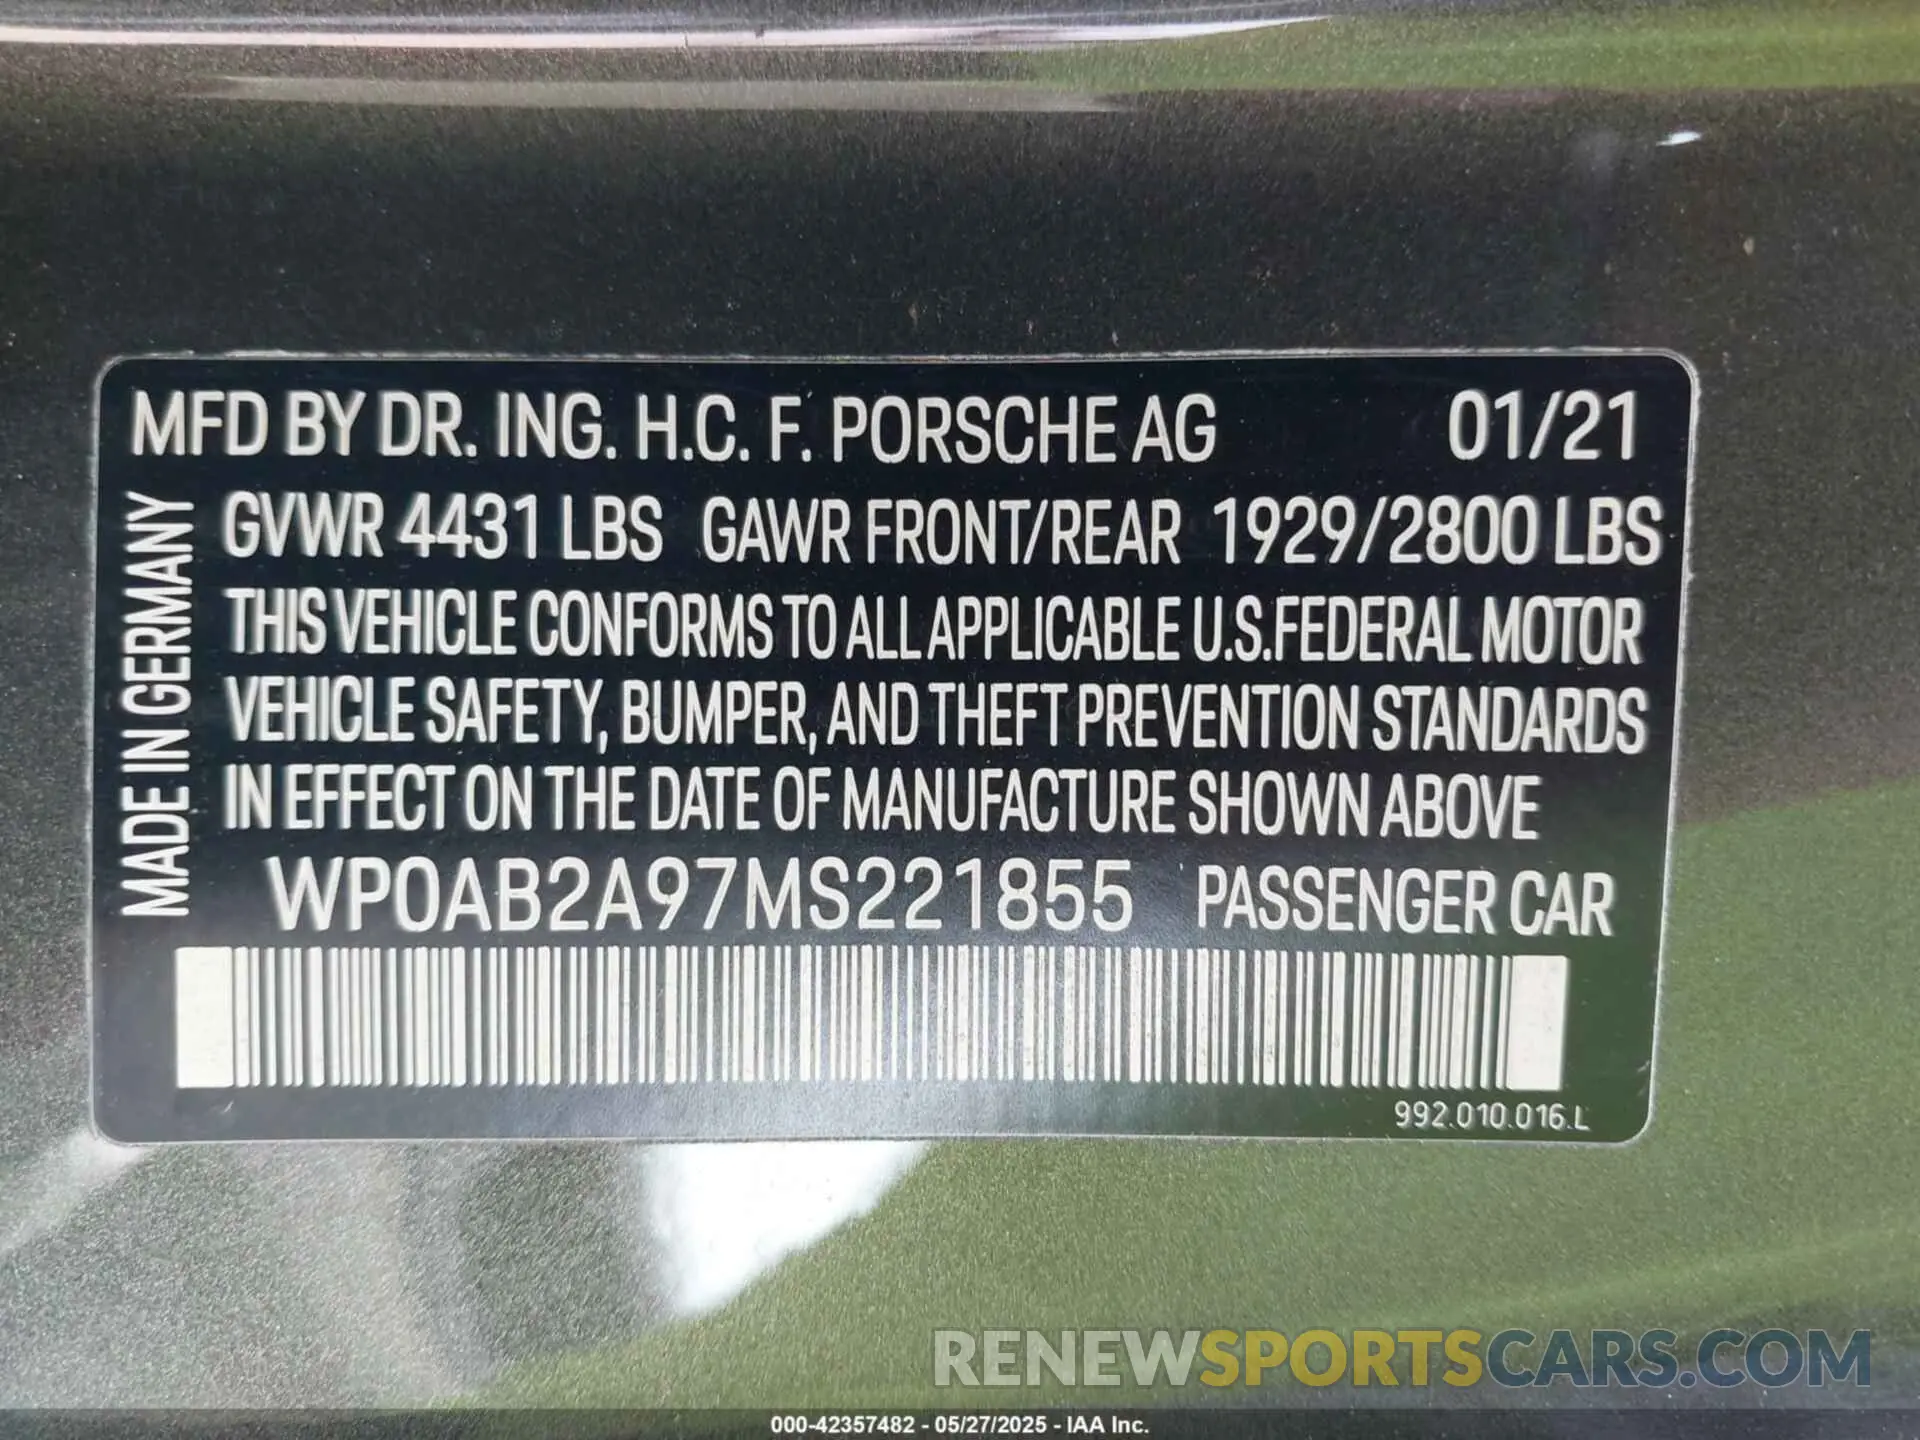 MFD BY DR. ING. H.C. F. PORSCHE AG 01/21
GVWR 4431 LBS GAWR FRONT/REAR 1929/2800 LBS
THIS VEHICLE CONFORMS TO ALL APPLICABLE U.S.FEDERAL MOTOR
VEHICLE SAFETY, BUMPER, AND THEFT PREVENTION STANDARDS
IN EFFECT ON THE DATE OF MANUFACTURE SHOWN ABOVE
WP0AB2A97MS221855 PASSENGER CAR
MADE IN GERMANY
992.010.016.L
RENEWSPORTSCARS.COM
000-42357482 - 05/27/2025 - IAA Inc.